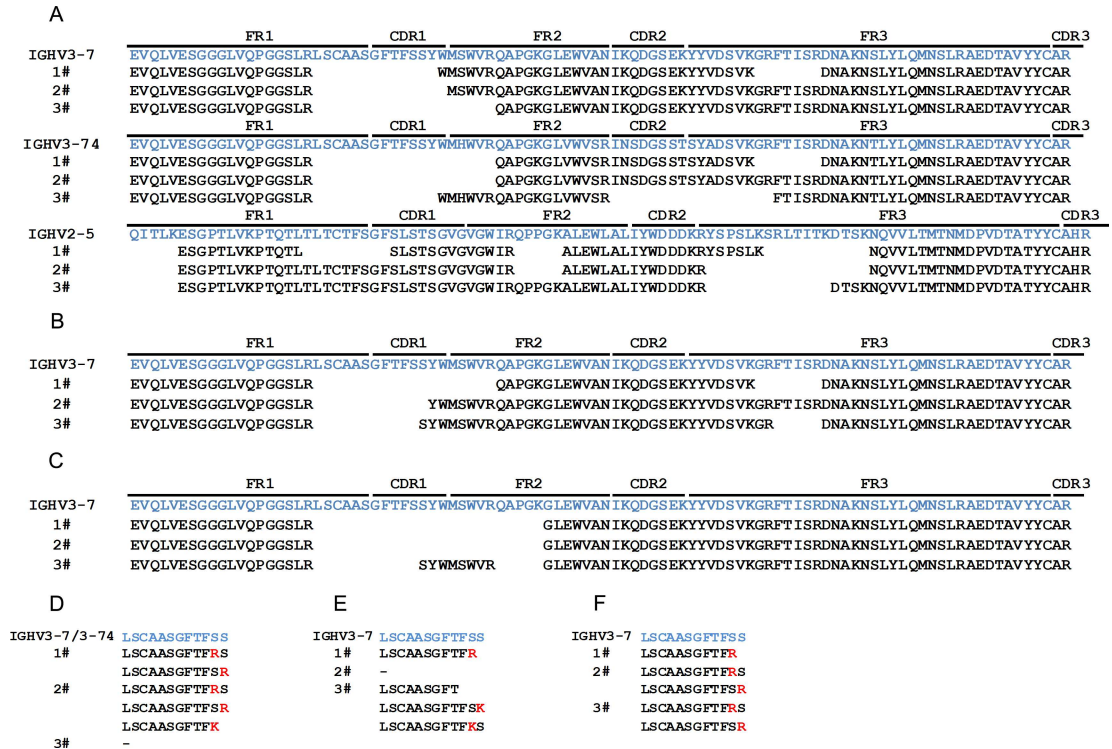 A
FR1 CDR1 FR2 CDR2 FR3 CDR3
IGHV3-7 EVQLVESGGGLVQPGGSLRLSCAASGFTFSSYWMSWVRQAPGKGLEWVANIKQDGSEKYYVDSVKGRFTISRDNAKNSLYLQMNSLRAEDTAVYYCAR
1# EVQLVESGGGLVQPGGSLR WMSWVRQAPGKGLEWVANIKQDGSEKYYVDSVK DNAKNSLYLQMNSLRAEDTAVYYCAR
2# EVQLVESGGGLVQPGGSLR MSWVRQAPGKGLEWVANIKQDGSEKYYVDSVKGRFTISRDNAKNSLYLQMNSLRAEDTAVYYCAR
3# EVQLVESGGGLVQPGGSLR QAPGKGLEWVANIKQDGSEKYYVDSVKGRFTISRDNAKNSLYLQMNSLRAEDTAVYYCAR
FR1 CDR1 FR2 CDR2 FR3 CDR3
IGHV3-74 EVQLVESGGGLVQPGGSLRLSCAASGFTFSSYWMHWVRQAPGKGLVWVSRINSDGSSTSYADSVKGRFTISRDNAKNTLYLQMNSLRAEDTAVYYCAR
1# EVQLVESGGGLVQPGGSLR QAPGKGLVWVSRINSDGSSTSYADSVK DNAKNTLYLQMNSLRAEDTAVYYCAR
2# EVQLVESGGGLVQPGGSLR QAPGKGLVWVSRINSDGSSTSYADSVKGRFTISRDNAKNTLYLQMNSLRAEDTAVYYCAR
3# EVQLVESGGGLVQPGGSLR WMHWVRQAPGKGLVWVSR FTISRDNAKNTLYLQMNSLRAEDTAVYYCAR
FR1 CDR1 FR2 CDR2 FR3 CDR3
IGHV2-5 QITLKESGPTLVKPTQTLTLTCTFSGFSLSTSGVGVGWIRQPPGKALEWLALIYWDDDKRYSPSLKSRLTITKDTSKNQVVLTMTNMDPVDTATYYCAHR
1# ESGPTLVKPTQTL SLSTSGVGVGWIR ALEWLALIYWDDDKRYSPSLK NQVVLTMTNMDPVDTATYYCAHR
2# ESGPTLVKPTQTLTLTCTFSGFSLSTSGVGVGWIR ALEWLALIYWDDDKR NQVVLTMTNMDPVDTATYYCAHR
3# ESGPTLVKPTQTLTLTCTFSGFSLSTSGVGVGWIRQPPGKALEWLALIYWDDDKR DTSKNQVVLTMTNMDPVDTATYYCAHR
B
FR1 CDR1 FR2 CDR2 FR3 CDR3
IGHV3-7 EVQLVESGGGLVQPGGSLRLSCAASGFTFSSYWMSWVRQAPGKGLEWVANIKQDGSEKYYVDSVKGRFTISRDNAKNSLYLQMNSLRAEDTAVYYCAR
1# EVQLVESGGGLVQPGGSLR QAPGKGLEWVANIKQDGSEKYYVDSVK DNAKNSLYLQMNSLRAEDTAVYYCAR
2# EVQLVESGGGLVQPGGSLR YWMSWVRQAPGKGLEWVANIKQDGSEKYYVDSVKGRFTISRDNAKNSLYLQMNSLRAEDTAVYYCAR
3# EVQLVESGGGLVQPGGSLR SYWMSWVRQAPGKGLEWVANIKQDGSEKYYVDSVKGR DNAKNSLYLQMNSLRAEDTAVYYCAR
C
FR1 CDR1 FR2 CDR2 FR3 CDR3
IGHV3-7 EVQLVESGGGLVQPGGSLRLSCAASGFTFSSYWMSWVRQAPGKGLEWVANIKQDGSEKYYVDSVKGRFTISRDNAKNSLYLQMNSLRAEDTAVYYCAR
1# EVQLVESGGGLVQPGGSLR GLEWVANIKQDGSEKYYVDSVKGRFTISRDNAKNSLYLQMNSLRAEDTAVYYCAR
2# EVQLVESGGGLVQPGGSLR GLEWVANIKQDGSEKYYVDSVKGRFTISRDNAKNSLYLQMNSLRAEDTAVYYCAR
3# EVQLVESGGGLVQPGGSLR SYWMSWVR GLEWVANIKQDGSEKYYVDSVKGRFTISRDNAKNSLYLQMNSLRAEDTAVYYCAR
D
IGHV3-7/3-74 LSCAASGFTFSS
1# LSCAASGFTFRS
LSCAASGFTFSR
2# LSCAASGFTFRS
LSCAASGFTFSR
LSCAASGFTFK
3# -
E
IGHV3-7 LSCAASGFTFSS
1# LSCAASGFTFR
2# -
3# LSCAASGFT
LSCAASGFTFSK
LSCAASGFTFKS
F
IGHV3-7 LSCAASGFTFSS
1# LSCAASGFTFR
2# LSCAASGFTFRS
LSCAASGFTFSR
3# LSCAASGFTFRS
LSCAASGFTFSR